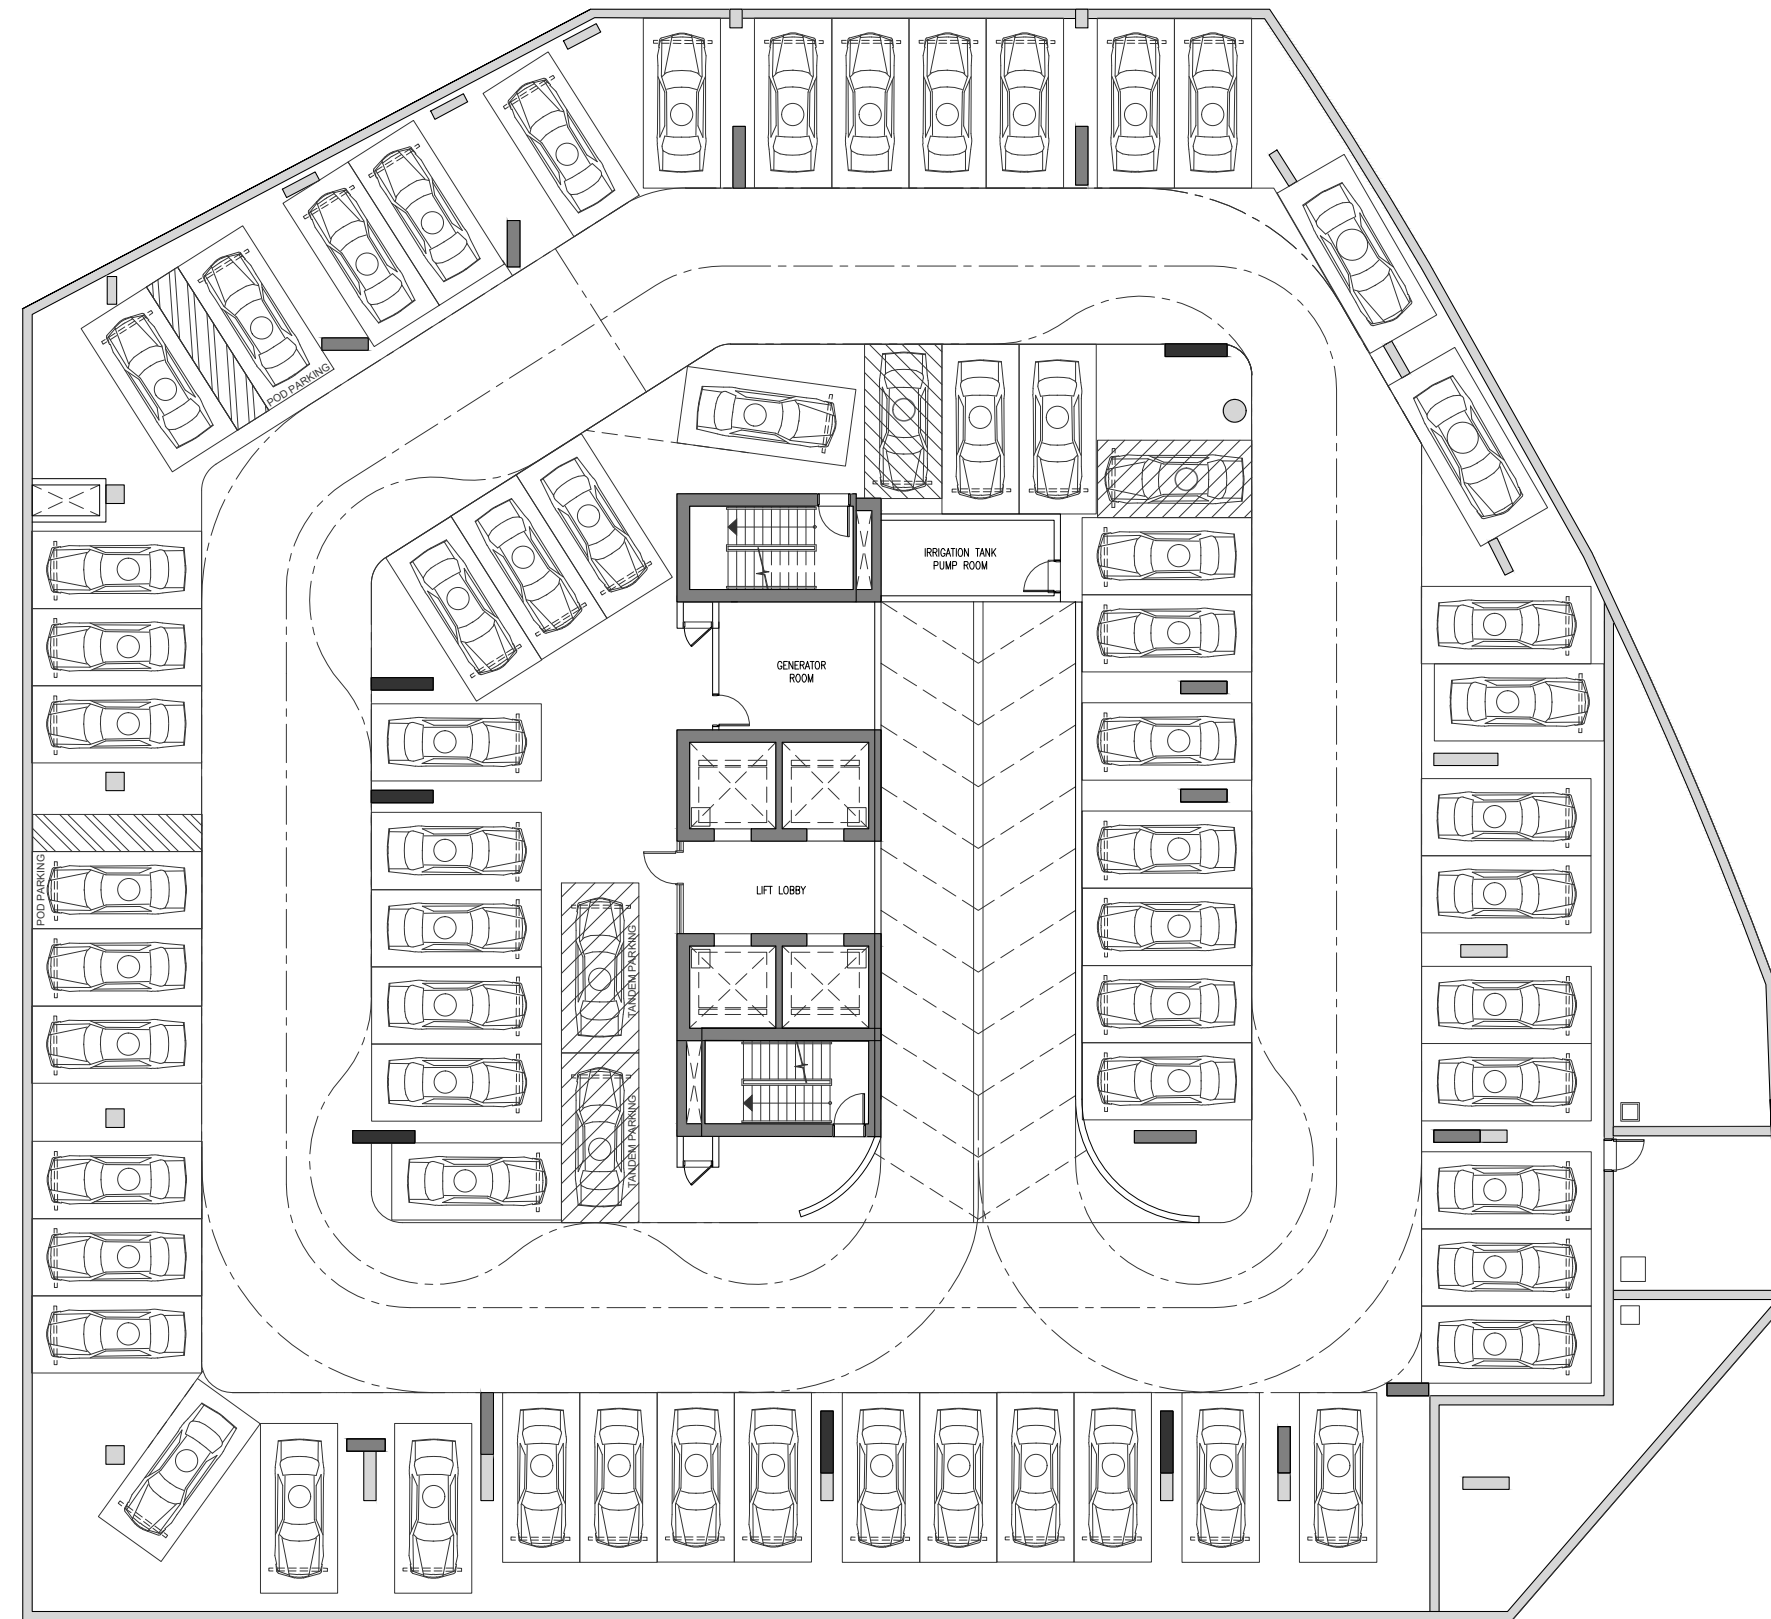 POD PARKING
IRRIGATION TANK
PUMP ROOM
GENERATOR
ROOM
POD PARKING
LIFT LOBBY
TANDEM PARKING
TANDEM PARKING